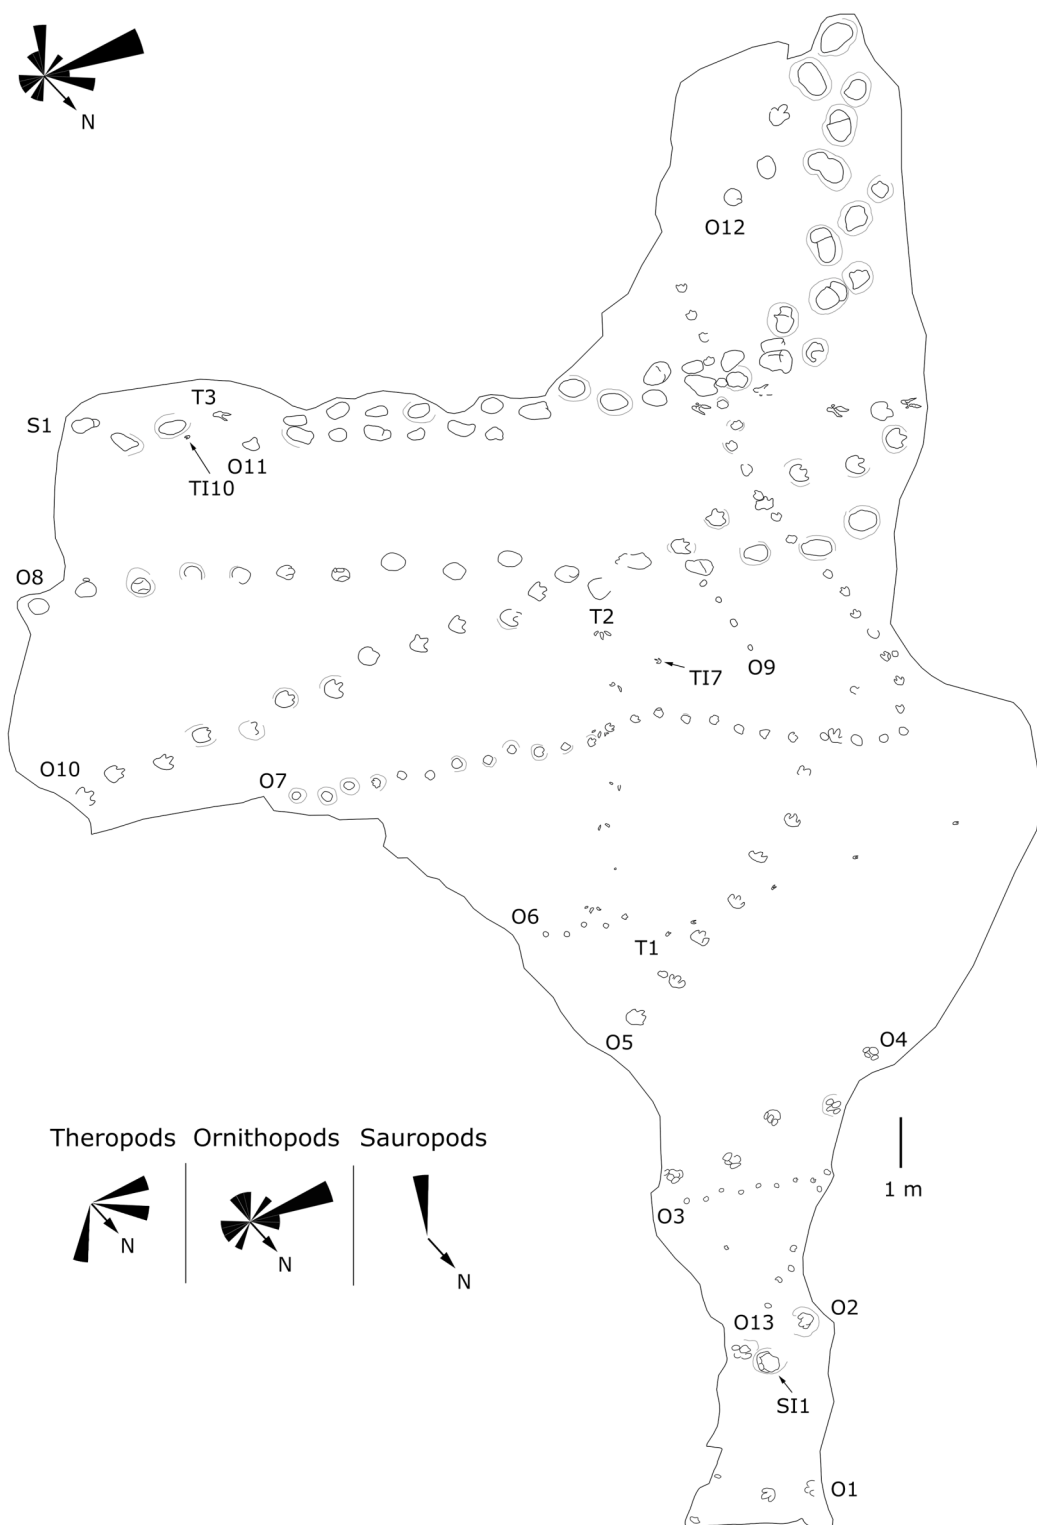 N
O12
T3
S1
O11
TI10
O8
T2
O9
TI7
O10
O7
O6
T1
O5
O4
Theropods Ornithopods Sauropods
1 m
O3
N
N
N
O2
O13
SI1
O1